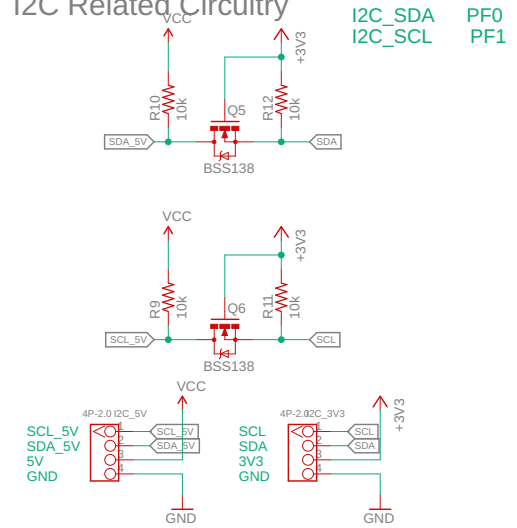 I2C Related Circuitry
I2C_SDA PF0
I2C_SCL PF1
VCC
+3V3
R10
10k
Q5
R12
10k
SDA_5V
SDA
BSS138
VCC
+3V3
R9
10k
Q6
R11
10k
SCL_5V
SCL
BSS138
VCC
+3V3
4P-2.0 I2C_5V
SCL_5V
1
SCL_5V
SDA_5V
2
SDA_5V
5V
3
GND
4
GND
4P-2.0 I2C_3V3
SCL
1
SCL
SDA
2
SDA
3V3
3
GND
4
GND